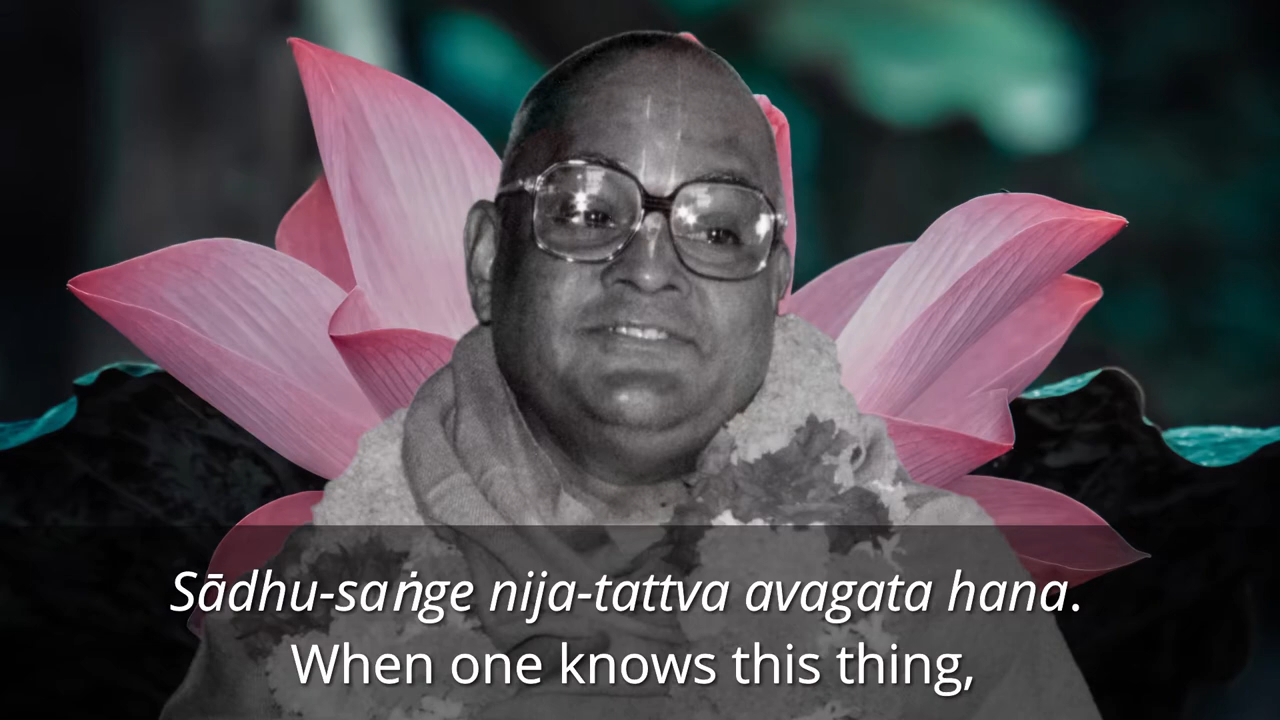 Sādhu-saṅge nija-tattva avagata hana.
When one knows this thing,